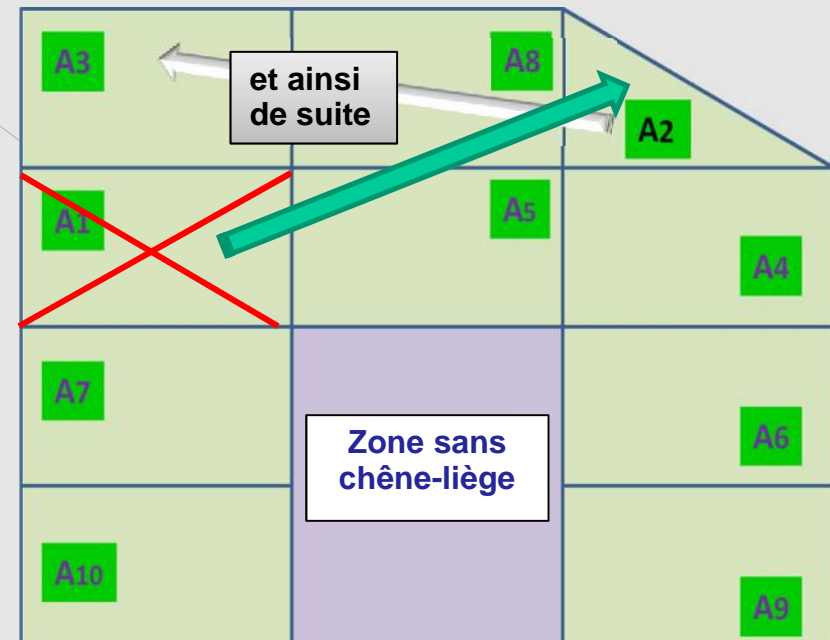 A3
et ainsi
de suite
A8
A2
A1
A5
A4
A7
Zone sans
chêne-liège
A6
A10
A9